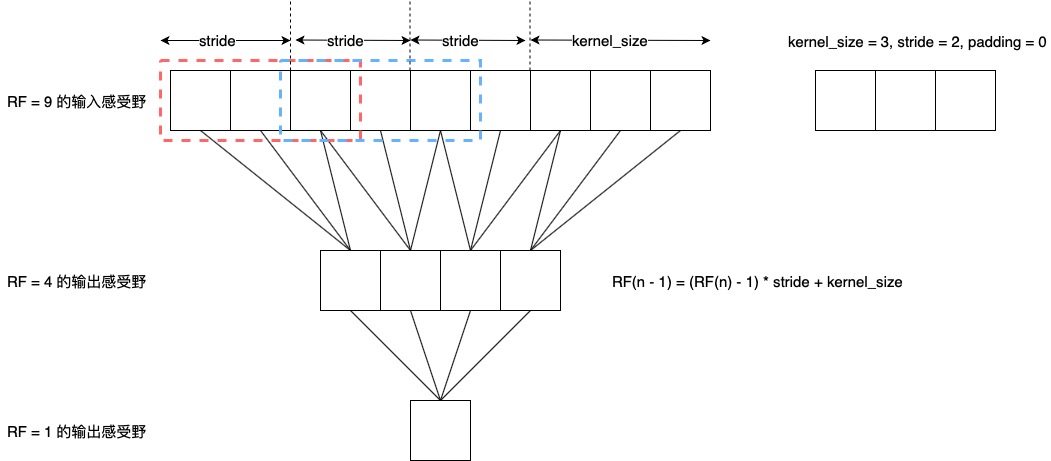 stride
stride
stride
kernel_size
kernel_size = 3, stride = 2, padding = 0
RF = 9 的输入感受野
RF = 4 的输出感受野
RF(n - 1) = (RF(n) - 1) * stride + kernel_size
RF = 1 的输出感受野